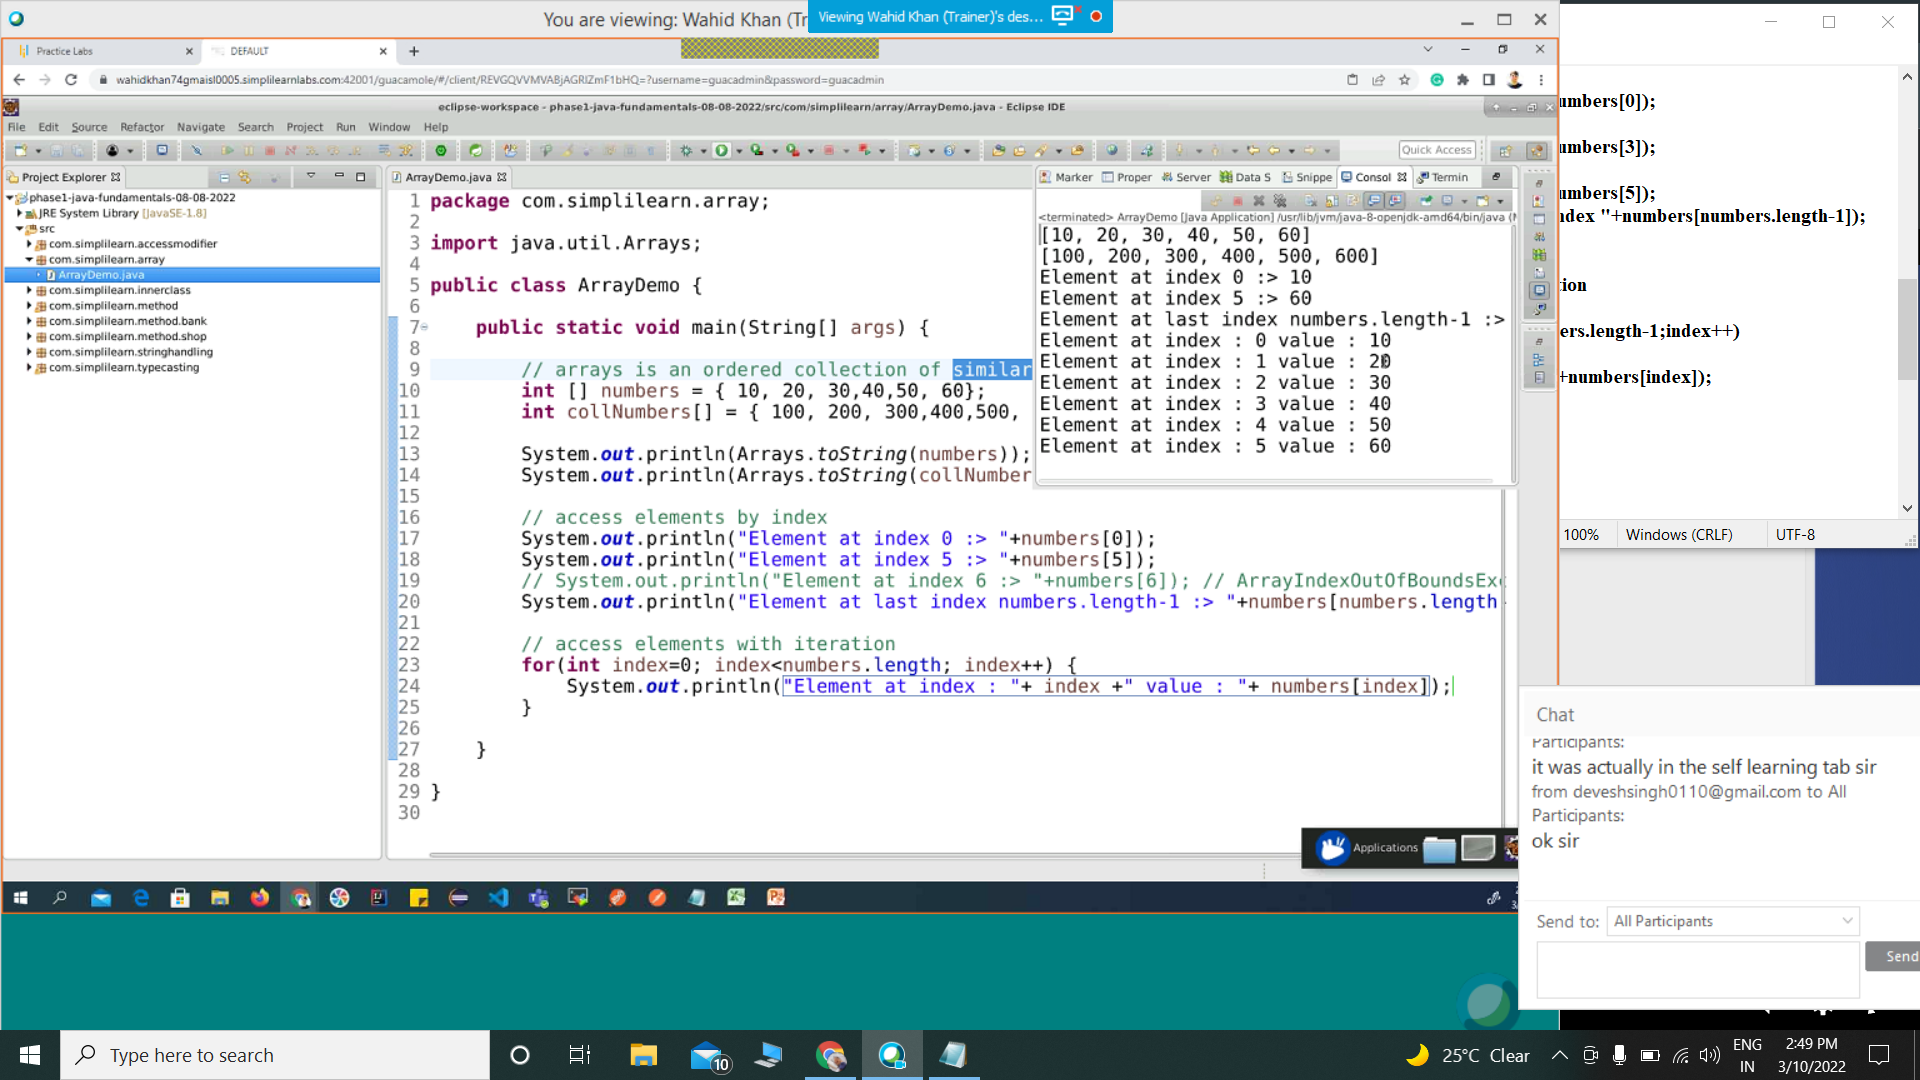 You are viewing: Wahid Khan (Tr
Viewing Wahid Khan (Trainer)'s des...
Practice Labs
DEFAULT
wahidkhan74gmaisl0005.simplilearnlabs.com:42001/guacamole/#/client/REVGQVVMVABjAGRlZmF1bHQ=?username=guacadmin&password=guacadmin
eclipse-workspace - phase1-java-fundamentals-08-08-2022/src/com/simplilearn/array/ArrayDemo.java - Eclipse IDE
File Edit Source Refactor Navigate Search Project Run Window Help
Quick Access
Project Explorer
phase1-java-fundamentals-08-08-2022
JRE System Library [JavaSE-1.8]
src
com.simplilearn.accessmodifier
com.simplilearn.array
ArrayDemo.java
com.simplilearn.innerclass
com.simplilearn.method
com.simplilearn.method.bank
com.simplilearn.method.shop
com.simplilearn.stringhandling
com.simplilearn.typecasting
ArrayDemo.java
1 package com.simplilearn.array;
2
3 import java.util.Arrays;
4
5 public class ArrayDemo {
6
7 public static void main(String[] args) {
8
9 // arrays is an ordered collection of similar
10 int [] numbers = { 10, 20, 30,40,50, 60};
11 int collNumbers[] = { 100, 200, 300,400,500,
12
13 System.out.println(Arrays.toString(numbers));
14 System.out.println(Arrays.toString(collNumber
15
16 // access elements by index
17 System.out.println("Element at index 0 :> "+numbers[0]);
18 System.out.println("Element at index 5 :> "+numbers[5]);
19 // System.out.println("Element at index 6 :> "+numbers[6]); // ArrayIndexOutOfBoundsExc
20 System.out.println("Element at last index numbers.length-1 :> "+numbers[numbers.length-
21
22 // access elements with iteration
23 for(int index=0; index<numbers.length; index++) {
24 System.out.println("Element at index : "+ index +" value : "+ numbers[index]);
25 }
26
27 }
28
29 }
30
Marker Proper Server Data S Snippe Consol Termin
<terminated> ArrayDemo [Java Application] /usr/lib/jvm/java-8-openjdk-amd64/bin/java (
[10, 20, 30, 40, 50, 60]
[100, 200, 300, 400, 500, 600]
Element at index 0 :> 10
Element at index 5 :> 60
Element at last index numbers.length-1 :>
Element at index : 0 value : 10
Element at index : 1 value : 20
Element at index : 2 value : 30
Element at index : 3 value : 40
Element at index : 4 value : 50
Element at index : 5 value : 60
Applications
umbers[0]);
umbers[3]);
umbers[5]);
ndex "+numbers[numbers.length-1]);
tion
ers.length-1;index++)
+numbers[index]);
100% Windows (CRLF) UTF-8
Chat
Participants:
it was actually in the self learning tab sir
from deveshsingh0110@gmail.com to All
Participants:
ok sir
Send to: All Participants
Send
Type here to search
10
25°C Clear
ENG
IN
2:49 PM
3/10/2022